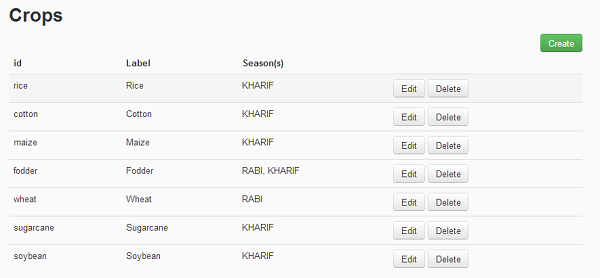 Crops
Create
id Label Season(s)
rice Rice KHARIF Edit Delete
cotton Cotton KHARIF Edit Delete
maize Maize KHARIF Edit Delete
fodder Fodder RABI, KHARIF Edit Delete
wheat Wheat RABI Edit Delete
sugarcane Sugarcane KHARIF Edit Delete
soybean Soybean KHARIF Edit Delete